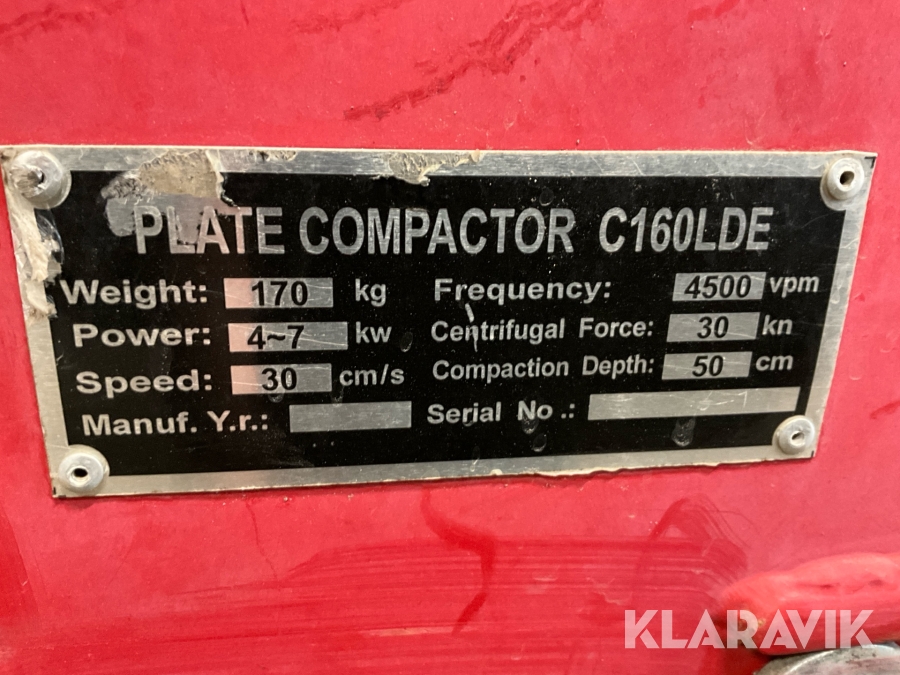 PLATE COMPACTOR C160LDE
Weight: 170 kg Frequency: 4500 vpm
Power: 4~7 kw Centrifugal Force: 30 kn
Speed: 30 cm/s Compaction Depth: 50 cm
Manuf. Y.r.: Serial No .:
KLARAVIK